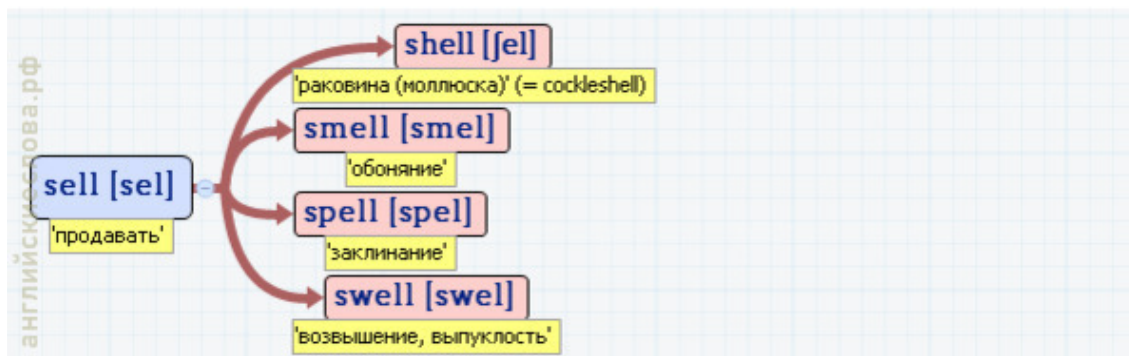 shell [ʃel]
'раковина (моллюска)' (= cockleshell)
smell [smel]
'обоняние'
sell [sel]
'продавать'
spell [spel]
'заклинание'
swell [swel]
'возвышение, выпуклость'
английскиеслова.рф